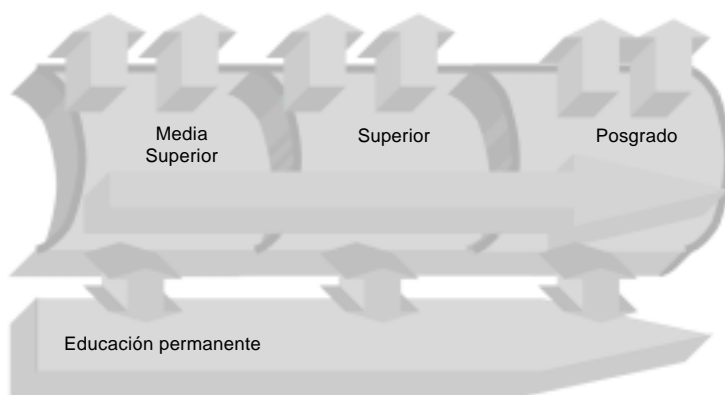 Media
Superior
Superior
Posgrado
Educación permanente